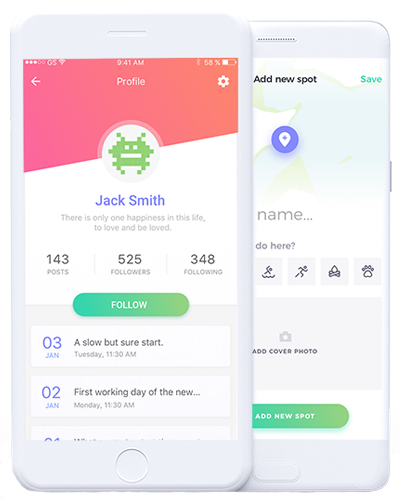 GS 9:41 AM 58 %
Profile
Jack Smith
There is only one happiness in this life,
to love and be loved.
143 525 348
POSTS FOLLOWERS FOLLOWING
FOLLOW
03 A slow but sure start.
JAN Tuesday, 11:30 AM
02 First working day of the new...
JAN Monday, 11:30 AM
Add new spot Save
name...
do here?
ADD COVER PHOTO
ADD NEW SPOT